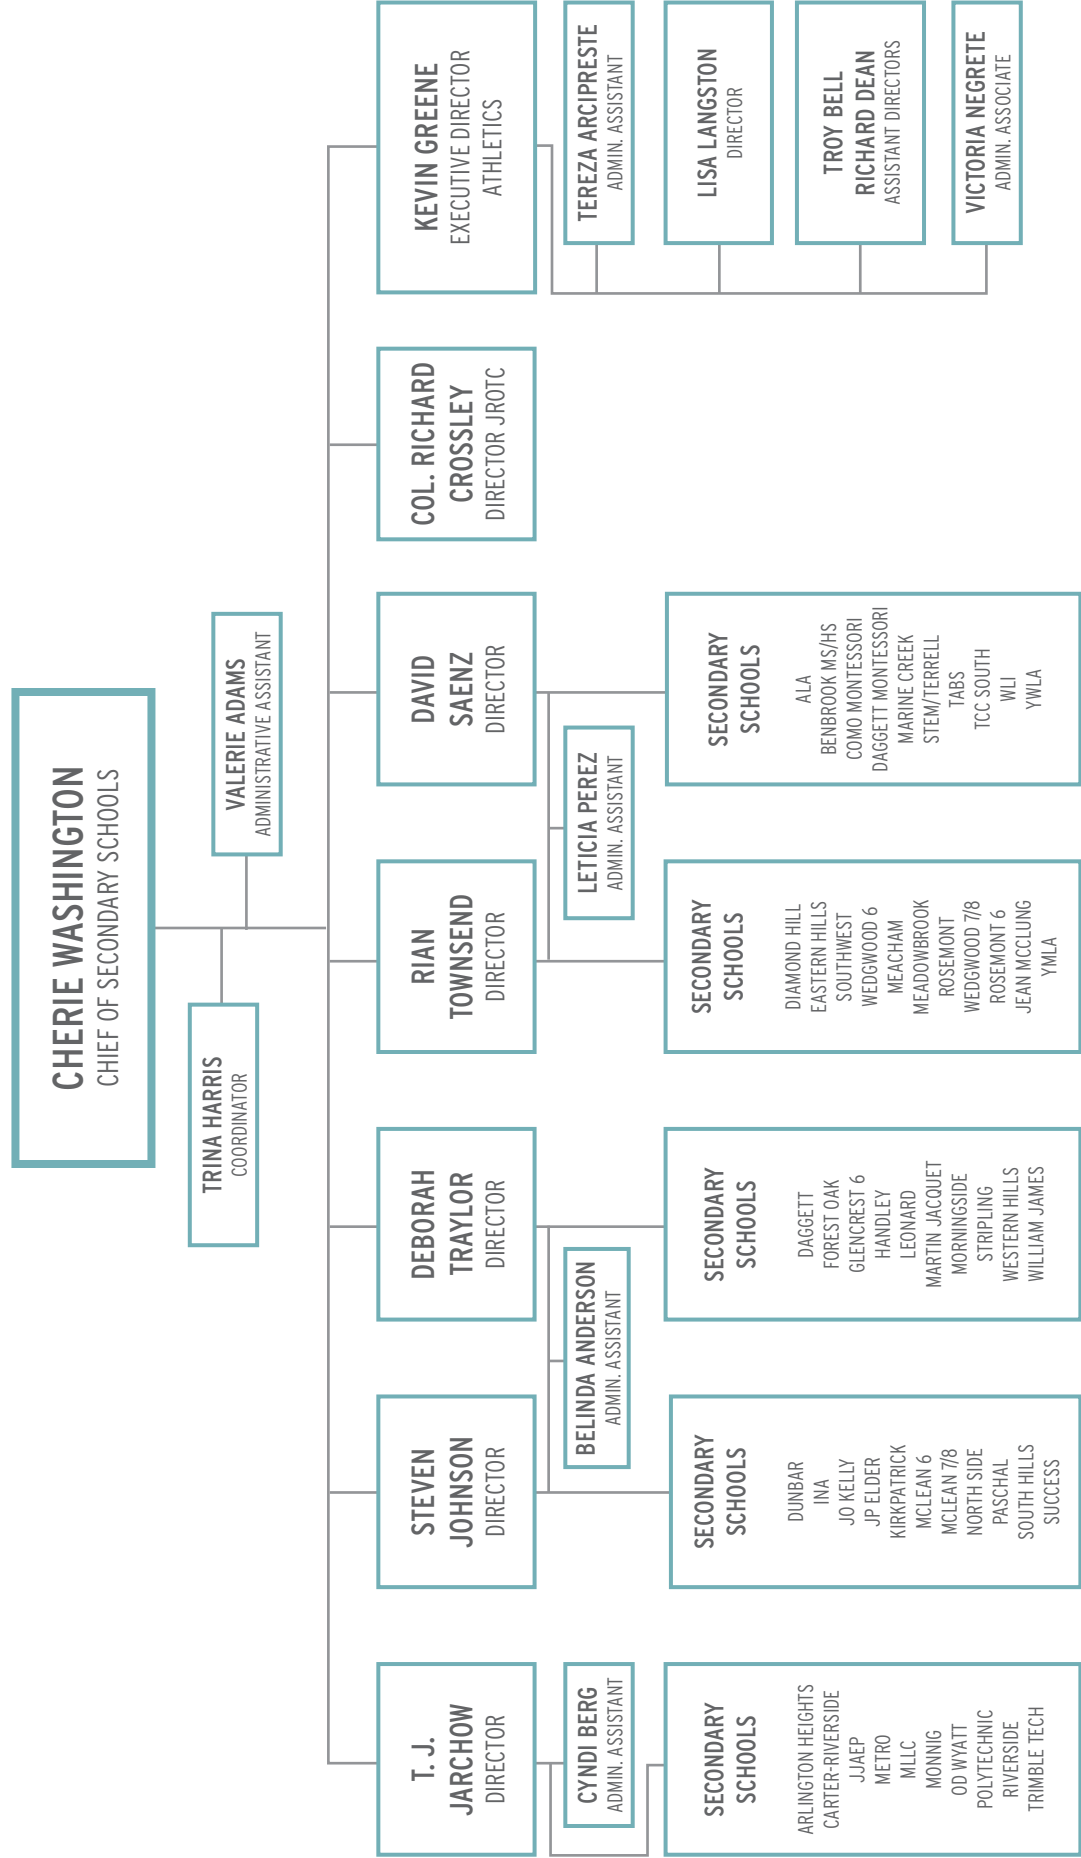 CHERIE WASHINGTON
CHIEF OF SECONDARY SCHOOLS
TRINA HARRIS
COORDINATOR
VALERIE ADAMS
ADMINISTRATIVE ASSISTANT
T. J.
JARCHOW
DIRECTOR
CYNDI BERG
ADMIN. ASSISTANT
SECONDARY
SCHOOLS
ARLINGTON HEIGHTS
CARTER-RIVERSIDE
JJAEP
METRO
MLLC
MONNIG
OD WYATT
POLYTECHNIC
RIVERSIDE
TRIMBLE TECH
STEVEN
JOHNSON
DIRECTOR
BELINDA ANDERSON
ADMIN. ASSISTANT
SECONDARY
SCHOOLS
DUNBAR
INA
JO KELLY
JP ELDER
KIRKPATRICK
MCLEAN 6
MCLEAN 7/8
NORTH SIDE
PASCHAL
SOUTH HILLS
SUCCESS
DEBORAH
TRAYLOR
DIRECTOR
SECONDARY
SCHOOLS
DAGGETT
FOREST OAK
GLENCREST 6
HANDLEY
LEONARD
MARTIN JACQUET
MORNINGSIDE
STRIPLING
WESTERN HILLS
WILLIAM JAMES
RIAN
TOWNSEND
DIRECTOR
LETICIA PEREZ
ADMIN. ASSISTANT
SECONDARY
SCHOOLS
DIAMOND HILL
EASTERN HILLS
SOUTHWEST
WEDGWOOD 6
MEACHAM
MEADOWBROOK
ROSEMONT
WEDGWOOD 7/8
ROSEMONT 6
JEAN MCCLUNG
YMLA
DAVID
SAENZ
DIRECTOR
SECONDARY
SCHOOLS
ALA
BENBROOK MS/HS
COMO MONTESSORI
DAGGETT MONTESSORI
MARINE CREEK
STEM/TERRELL
TABS
TCC SOUTH
WLI
YWLA
COL. RICHARD
CROSSLEY
DIRECTOR JROTC
KEVIN GREENE
EXECUTIVE DIRECTOR
ATHLETICS
TEREZA ARCIPRESTE
ADMIN. ASSISTANT
LISA LANGSTON
DIRECTOR
TROY BELL
RICHARD DEAN
ASSISTANT DIRECTORS
VICTORIA NEGRETE
ADMIN. ASSOCIATE